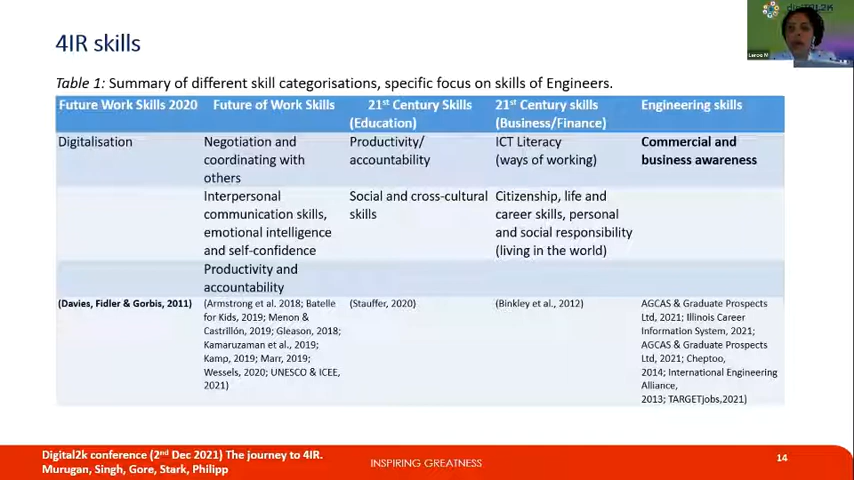 4IR skills
Table 1: Summary of different skill categorisations, specific focus on skills of Engineers.
Future Work Skills 2020
Future of Work Skills
21st Century Skills
(Education)
21st Century skills
(Business/Finance)
Engineering skills
Digitalisation
Negotiation and
coordinating with
others
Productivity/
accountability
ICT Literacy
(ways of working)
Commercial and
business awareness
Interpersonal
communication skills,
emotional intelligence
and self-confidence
Social and cross-cultural
skills
Citizenship, life and
career skills, personal
and social responsibility
(living in the world)
Productivity and
accountability
(Davies, Fidler & Gorbis, 2011)
(Armstrong et al. 2018; Batelle
for Kids, 2019; Menon &
Castrillón, 2019; Gleason, 2018;
Kamaruzaman et al., 2019;
Kamp, 2019; Marr, 2019;
Wessels, 2020; UNESCO & ICEE,
2021)
(Stauffer, 2020)
(Binkley et al., 2012)
AGCAS & Graduate Prospects
Ltd, 2021; Illinois Career
Information System, 2021;
AGCAS & Graduate Prospects
Ltd, 2021; Cheptoo,
2014; International Engineering
Alliance,
2013; TARGETjobs,2021)
Digital2k conference (2nd Dec 2021) The journey to 4IR.
Murugan, Singh, Gore, Stark, Philipp
INSPIRING GREATNESS
14